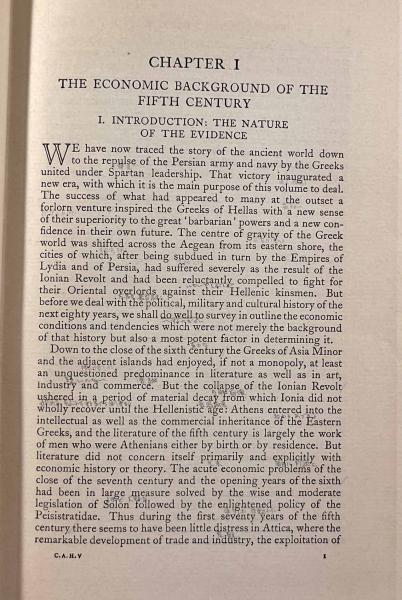 CHAPTER I
THE ECONOMIC BACKGROUND OF THE
FIFTH CENTURY
I. INTRODUCTION: THE NATURE
OF THE EVIDENCE
WE have now traced the story of the ancient world down
to the repulse of the Persian army and navy by the Greeks
united under Spartan leadership. That victory inaugurated a
new era, with which it is the main purpose of this volume to deal.
The success of what had appeared to many at the outset a
forlorn venture inspired the Greeks of Hellas with a new sense
of their superiority to the great ‘barbarian’ powers and a new con-
fidence in their own future. The centre of gravity of the Greek
world was shifted across the Aegean from its eastern shore, the
cities of which, after being subdued in turn by the Empires of
Lydia and of Persia, had suffered severely as the result of the
Ionian Revolt and had been reluctantly compelled to fight for
their Oriental overlords against their Hellenic kinsmen. But
before we deal with the political, military and cultural history of the
next eighty years, we shall do well to survey in outline the economic
conditions and tendencies which were not merely the background
of that history but also a most potent factor in determining it.
Down to the close of the sixth century the Greeks of Asia Minor
and the adjacent islands had enjoyed, if not a monopoly, at least
an unquestioned predominance in literature as well as in art,
industry and commerce. But the collapse of the Ionian Revolt
ushered in a period of material decay from which Ionia did not
wholly recover until the Hellenistic age: Athens entered into the
intellectual as well as the commercial inheritance of the Eastern
Greeks, and the literature of the fifth century is largely the work
of men who were Athenians either by birth or by residence. But
literature did not concern itself primarily and explicitly with
economic history or theory. The acute economic problems of the
close of the seventh century and the opening years of the sixth
had been in large measure solved by the wise and moderate
legislation of Solon followed by the enlightened policy of the
Peisistratidae. Thus during the first seventy years of the fifth
century there seems to have been little distress in Attica, where the
remarkable development of trade and industry, the exploitation of
C.A.H. V 1